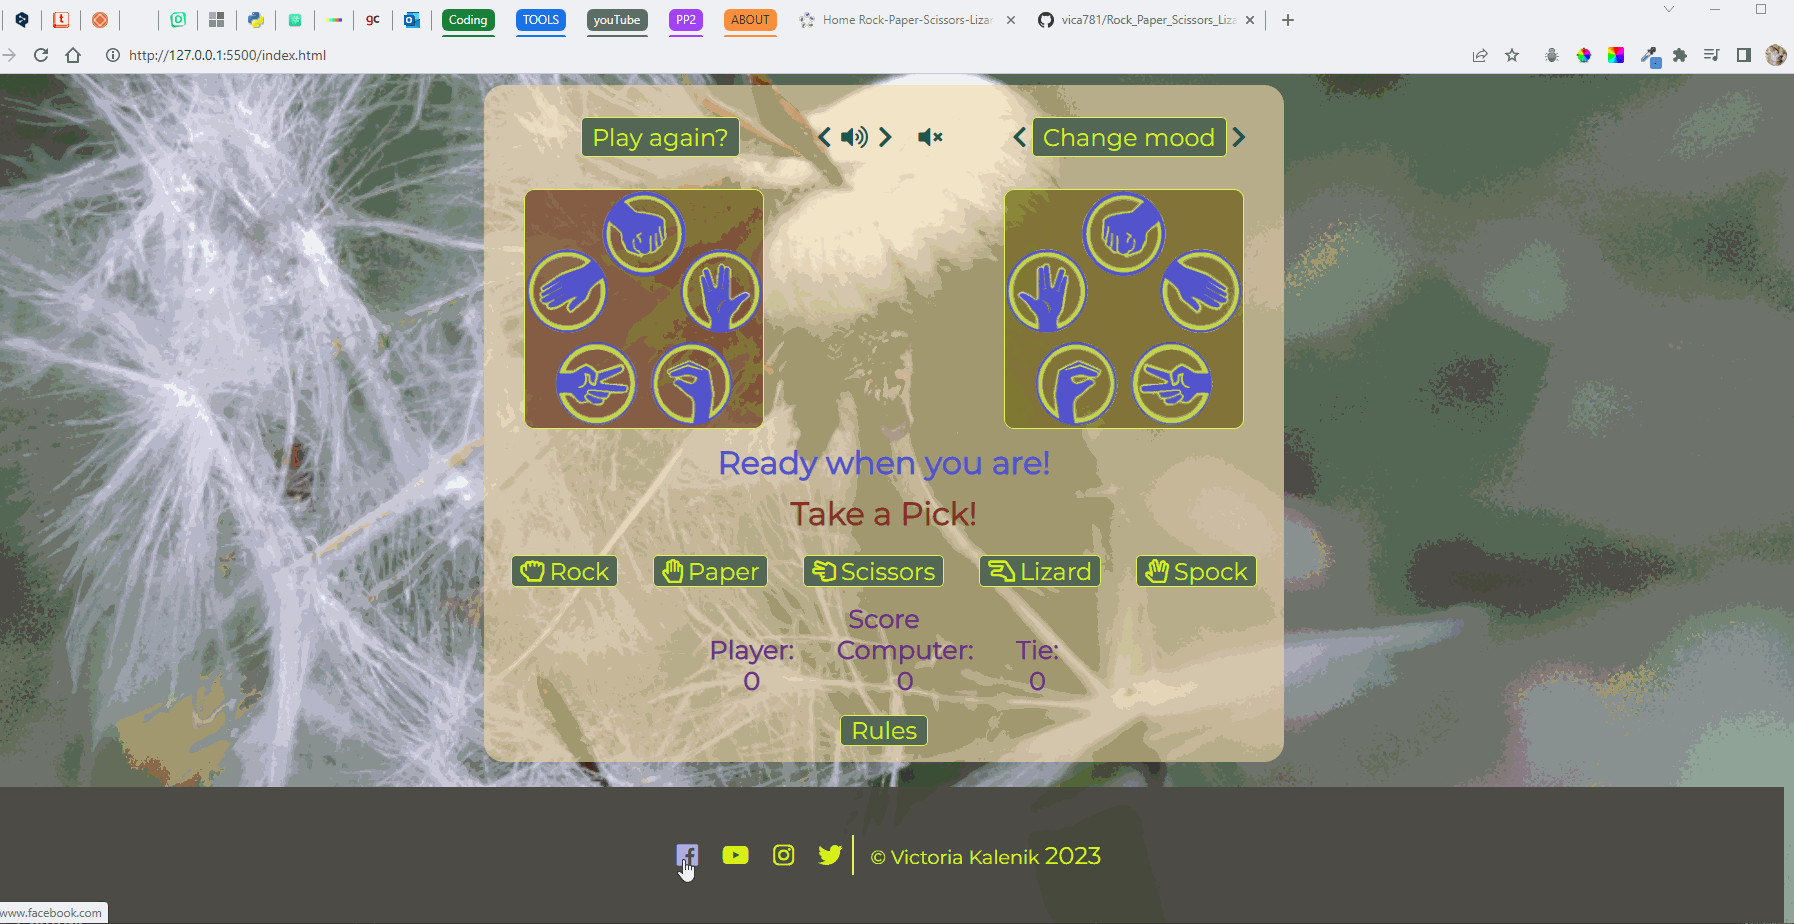 gc
Coding
TOOLS
youTube
PP2
ABOUT
Home Rock-Paper-Scissors-Lizar
vica781/Rock_Paper_Scissors_Liza
http://127.0.0.1:5500/index.html
Play again?
Change mood
Ready when you are!
Take a Pick!
Rock
Paper
Scissors
Lizard
Spock
Score
Player: Computer: Tie:
0 0 0
Rules
© Victoria Kalenik 2023
www.facebook.com